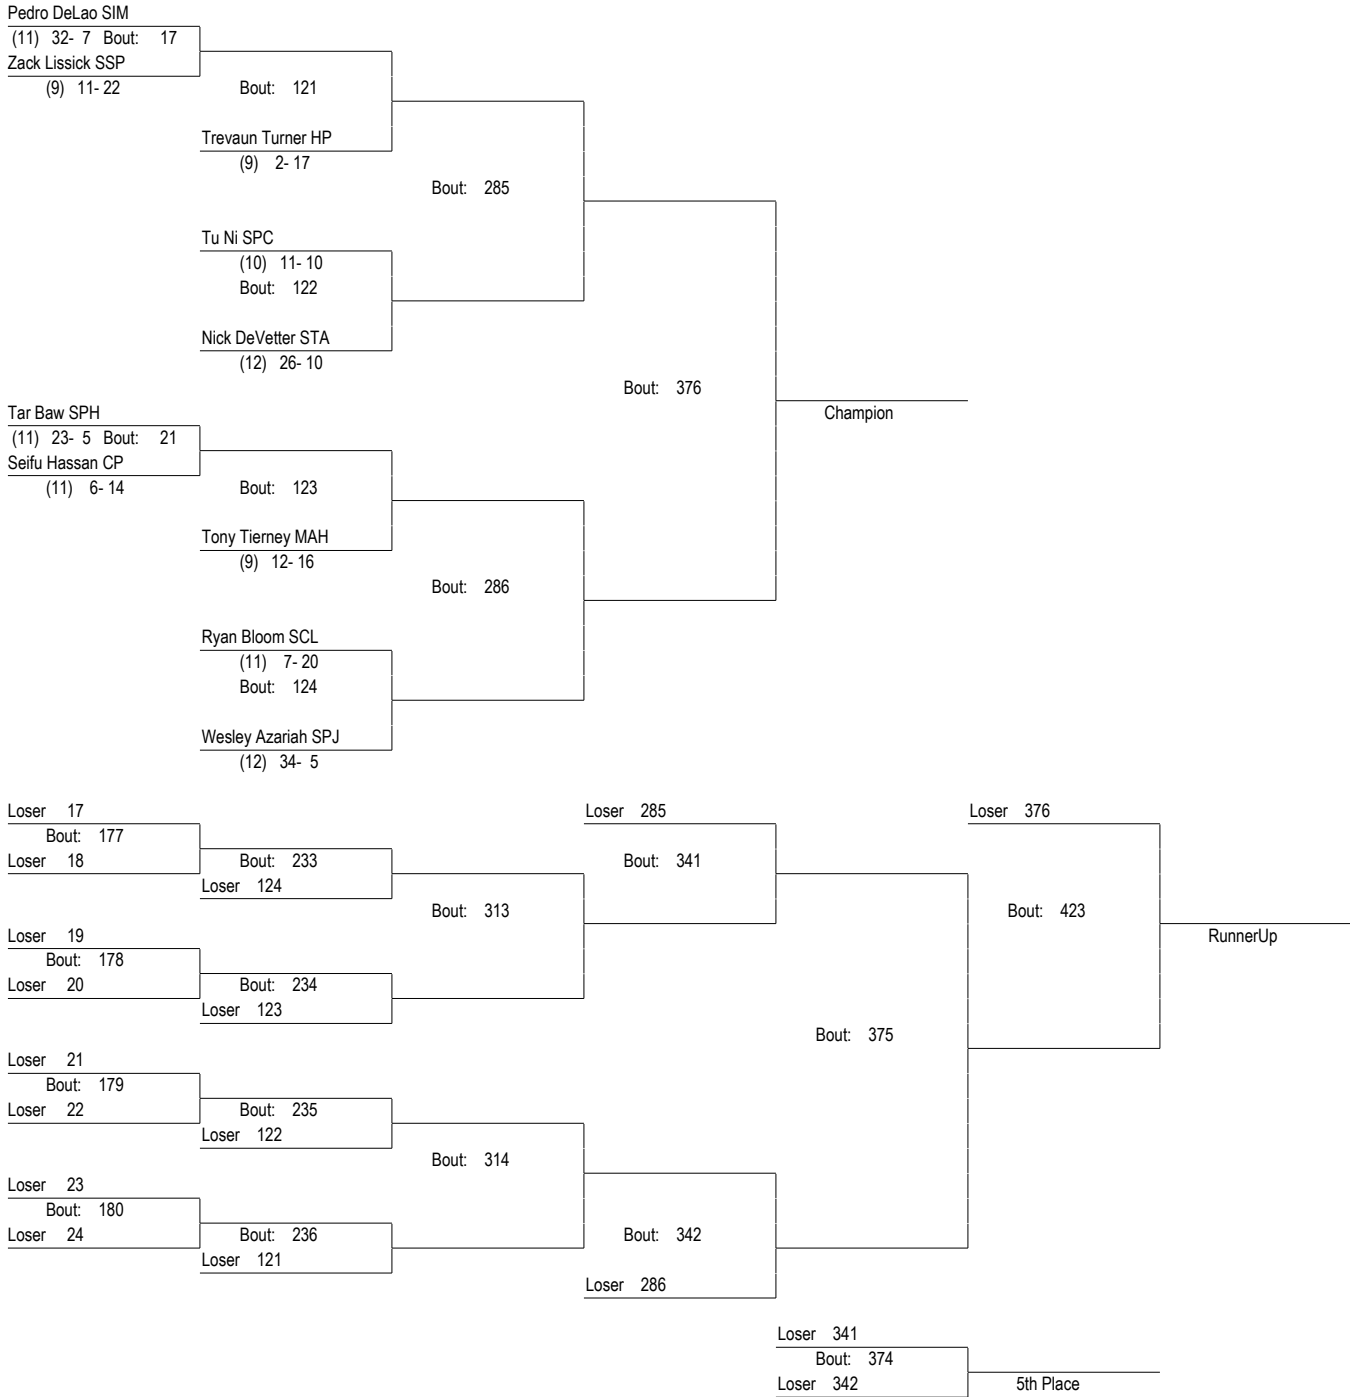 Pedro DeLao SIM
(11) 32- 7 Bout: 17
Zack Lissick SSP
(9) 11- 22
Bout: 121
Trevaun Turner HP
(9) 2- 17
Bout: 285
Tu Ni SPC
(10) 11- 10
Bout: 122
Nick DeVetter STA
(12) 26- 10
Bout: 376
Champion
Tar Baw SPH
(11) 23- 5 Bout: 21
Seifu Hassan CP
(11) 6- 14
Bout: 123
Tony Tierney MAH
(9) 12- 16
Bout: 286
Ryan Bloom SCL
(11) 7- 20
Bout: 124
Wesley Azariah SPJ
(12) 34- 5
Loser 17
Bout: 177
Loser 18
Bout: 233
Loser 124
Bout: 313
Loser 19
Bout: 178
Loser 20
Bout: 234
Loser 123
Loser 285
Bout: 341
Loser 376
Bout: 423
RunnerUp
Bout: 375
Loser 21
Bout: 179
Loser 22
Bout: 235
Loser 122
Bout: 314
Loser 23
Bout: 180
Loser 24
Bout: 236
Loser 121
Bout: 342
Loser 286
Loser 341
Bout: 374
Loser 342
5th Place